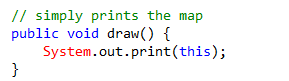 // simply prints the map
public void draw() {
    System.out.print(this);
}